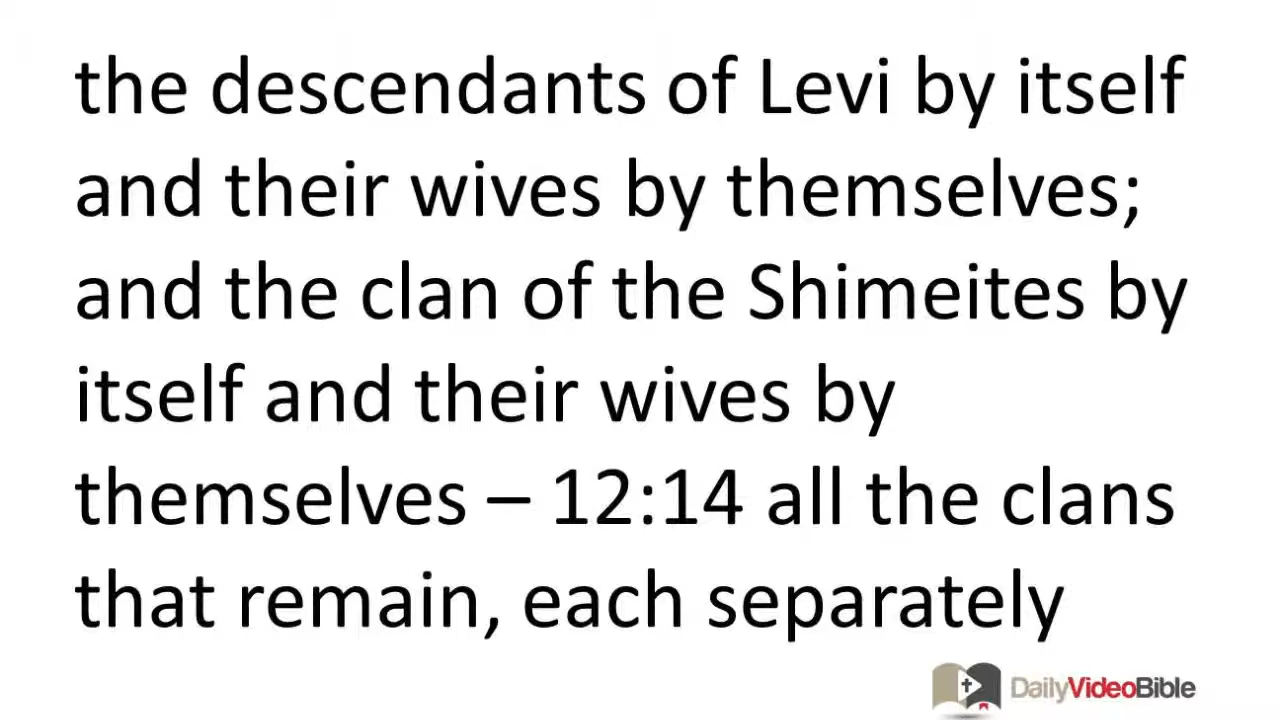 the descendants of Levi by itself
and their wives by themselves;
and the clan of the Shimeites by
itself and their wives by
themselves – 12:14 all the clans
that remain, each separately
DailyVideoBible